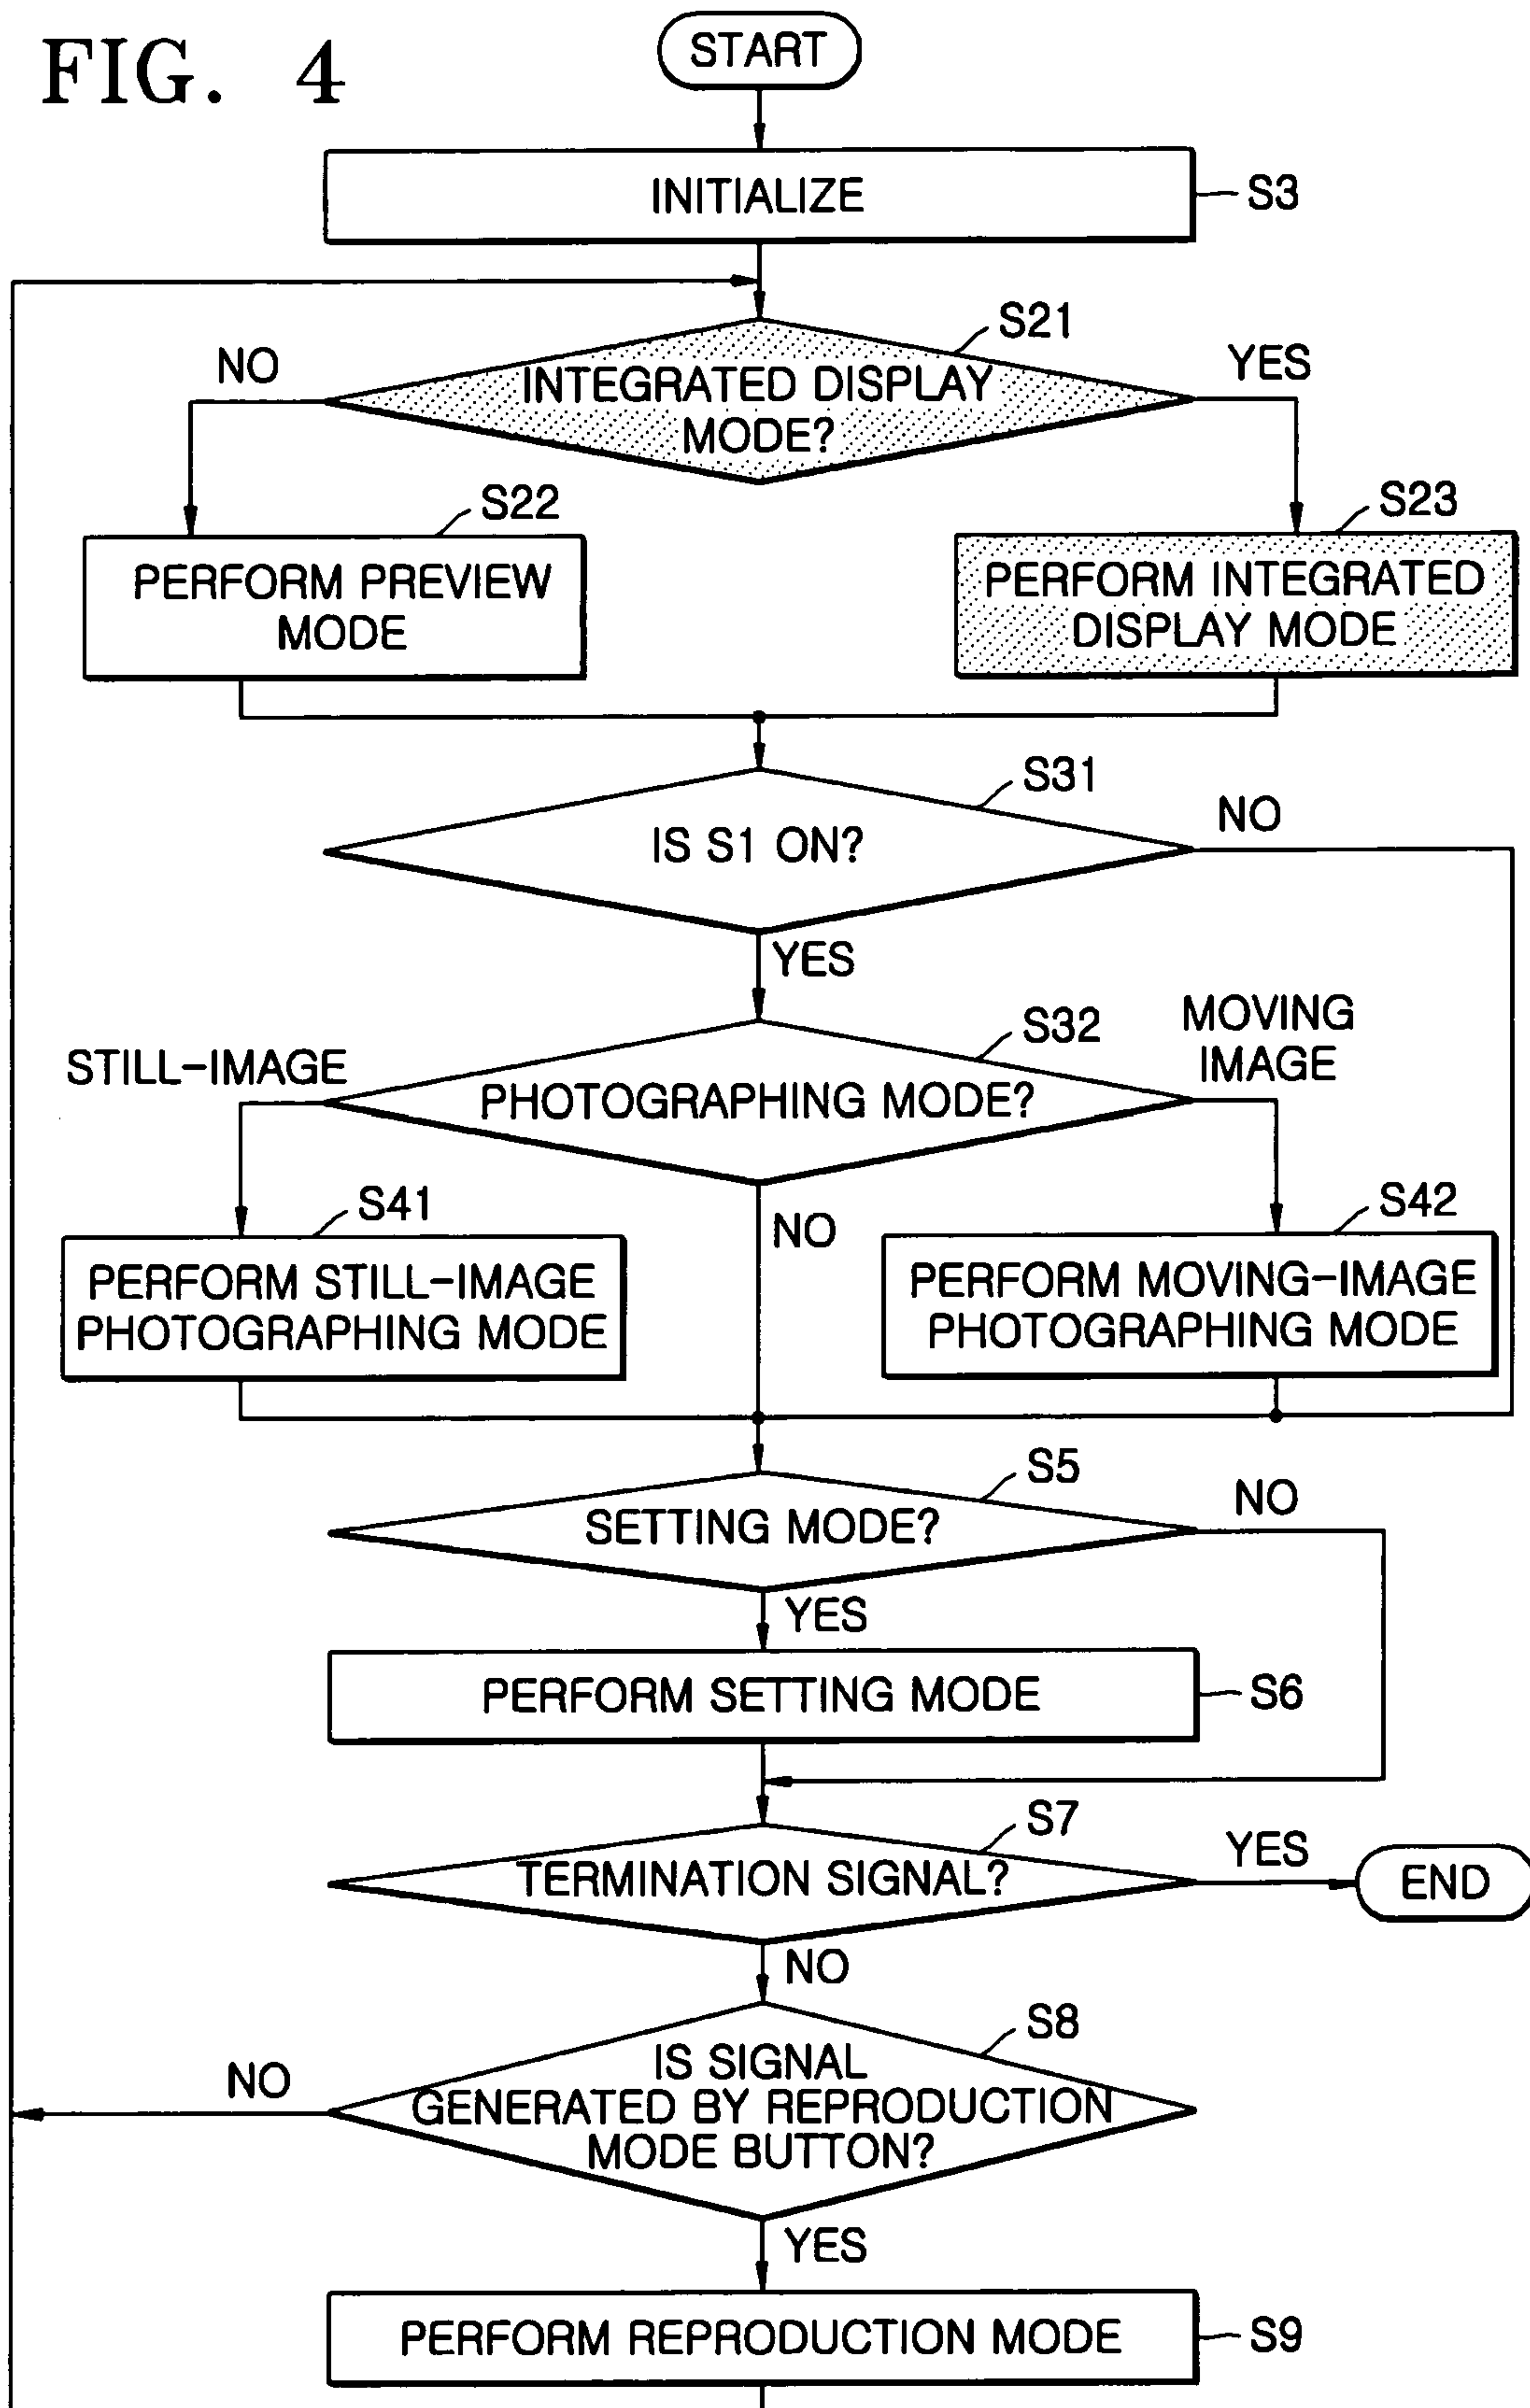 FIG. 4
START
INITIALIZE
S3
S21
NO
INTEGRATED DISPLAY
MODE?
YES
S22
PERFORM PREVIEW
MODE
S23
PERFORM INTEGRATED
DISPLAY MODE
S31
IS S1 ON?
NO
YES
S32
STILL-IMAGE
PHOTOGRAPHING MODE?
MOVING
IMAGE
S41
NO
S42
PERFORM STILL-IMAGE
PHOTOGRAPHING MODE
PERFORM MOVING-IMAGE
PHOTOGRAPHING MODE
S5
SETTING MODE?
NO
YES
PERFORM SETTING MODE
S6
S7
TERMINATION SIGNAL?
YES
END
NO
S8
NO
IS SIGNAL
GENERATED BY REPRODUCTION
MODE BUTTON?
YES
PERFORM REPRODUCTION MODE
S9